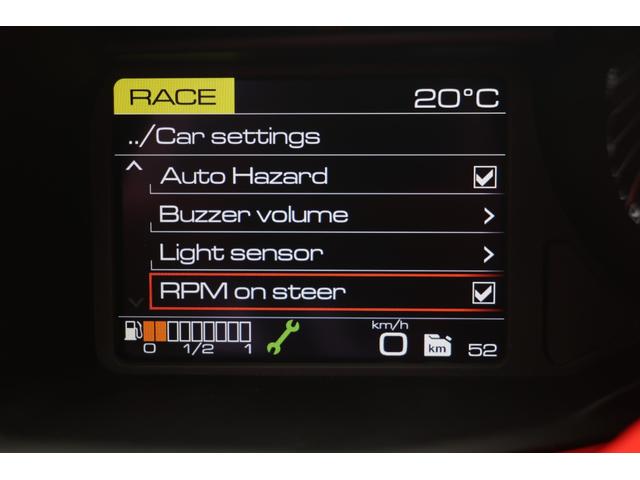 RACE 20°C
../Car settings
Auto Hazard
Buzzer volume
Light sensor
RPM on steer
0 1/2 1
km/h
0
km 52